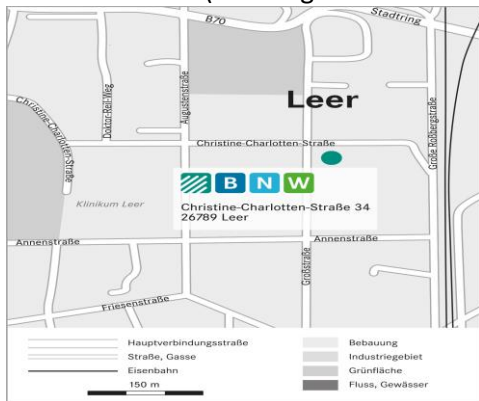 B70
Stadtring
Leer
Christine-Charlotten-Straße
Doktor-Reil-Weg
Augustenstraße
Große Roßbergstraße
Christine-Charlotten-Straße
BNW
Christine-Charlotten-Straße 34
26789 Leer
Klinikum Leer
Annenstraße
Annenstraße
Großstraße
Friesenstraße
Hauptverbindungsstraße
Straße, Gasse
Eisenbahn
150 m
Bebauung
Industriegebiet
Grünfläche
Fluss, Gewässer